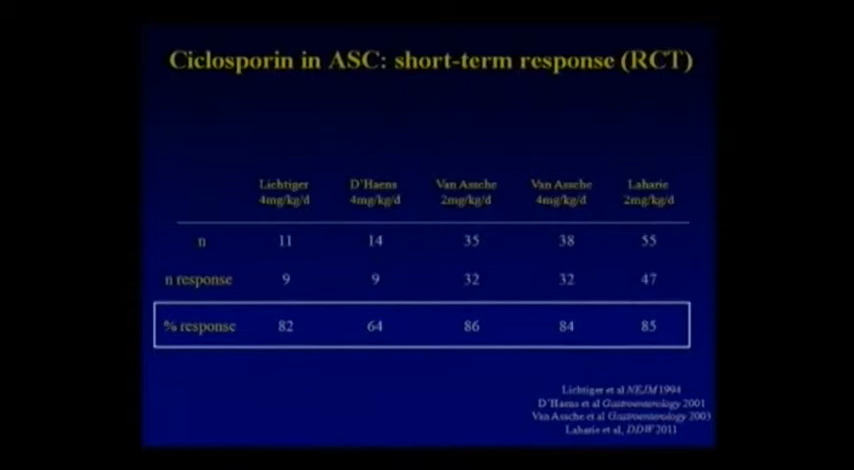 Ciclosporin in ASC: short-term response (RCT)
Lichtiger D'Haens Van Assche Van Assche Laharie
4mg/kg/d 4mg/kg/d 2mg/kg/d 4mg/kg/d 2mg/kg/d
n 11 14 35 38 55
n response 9 9 32 32 47
% response 82 64 86 84 85
Lichtiger et al NEJM 1994
D'Haens et al Gastroenterology 2001
Van Assche et al Gastroenterology 2003
Laharie et al, DDW 2011